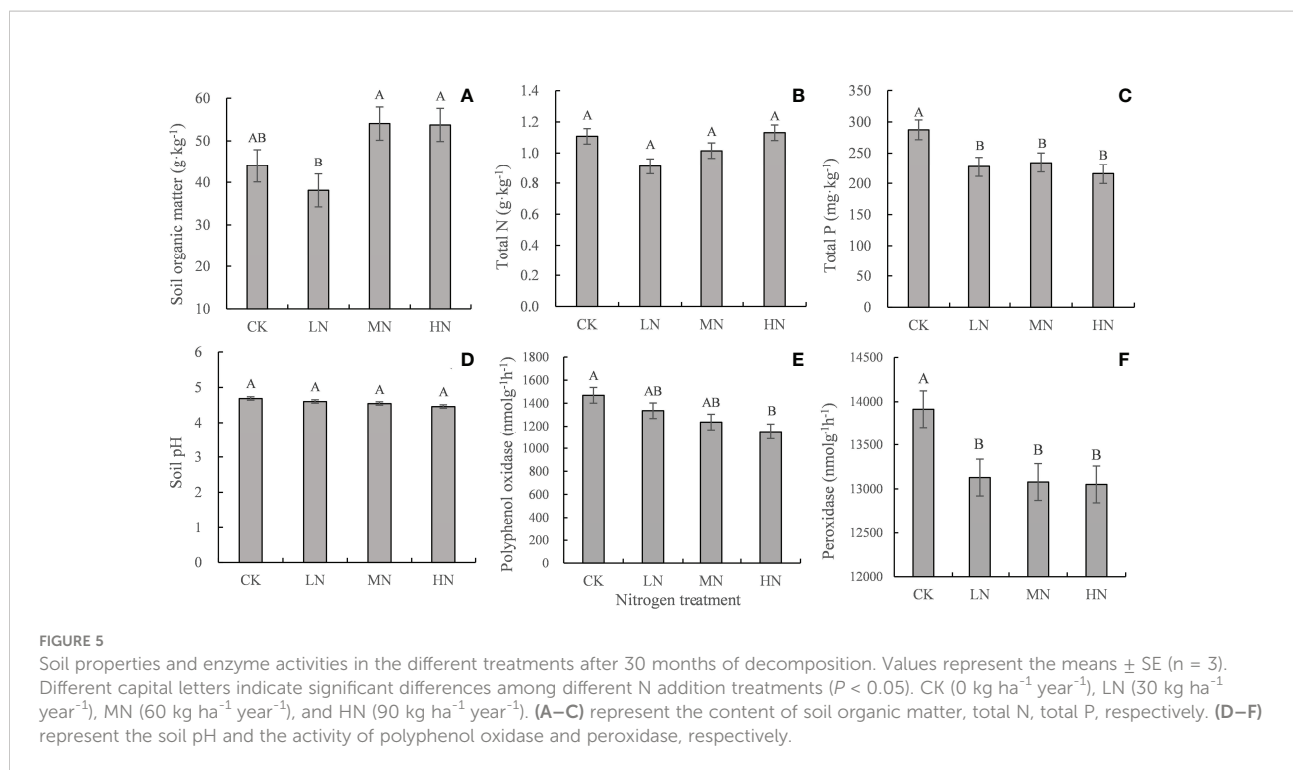 A
60
50
40
30
20
10
Soil organic matter (g·kg⁻¹)
AB
B
A
A
CK LN MN HN
B
1.4
1.2
1.0
0.8
0.6
0.4
0.2
0.0
Total N (g·kg⁻¹)
A
A
A
A
CK LN MN HN
C
350
300
250
200
150
100
50
0
Total P (mg·kg⁻¹)
A
B
B
B
CK LN MN HN
D
6
5
4
3
2
1
0
Soil pH
A
A
A
A
CK LN MN HN
E
1800
1600
1400
1200
1000
800
600
400
200
0
Polyphenol oxidase (nmolg⁻¹h⁻¹)
A
AB
AB
B
CK LN MN HN
Nitrogen treatment
F
14500
14000
13500
13000
12500
12000
Peroxidase (nmolg⁻¹h⁻¹)
A
B
B
B
CK LN MN HN
FIGURE 5
Soil properties and enzyme activities in the different treatments after 30 months of decomposition. Values represent the means ± SE (n = 3).
Different capital letters indicate significant differences among different N addition treatments (P < 0.05). CK (0 kg ha⁻¹ year⁻¹), LN (30 kg ha⁻¹
year⁻¹), MN (60 kg ha⁻¹ year⁻¹), and HN (90 kg ha⁻¹ year⁻¹). (A–C) represent the content of soil organic matter, total N, total P, respectively. (D–F)
represent the soil pH and the activity of polyphenol oxidase and peroxidase, respectively.